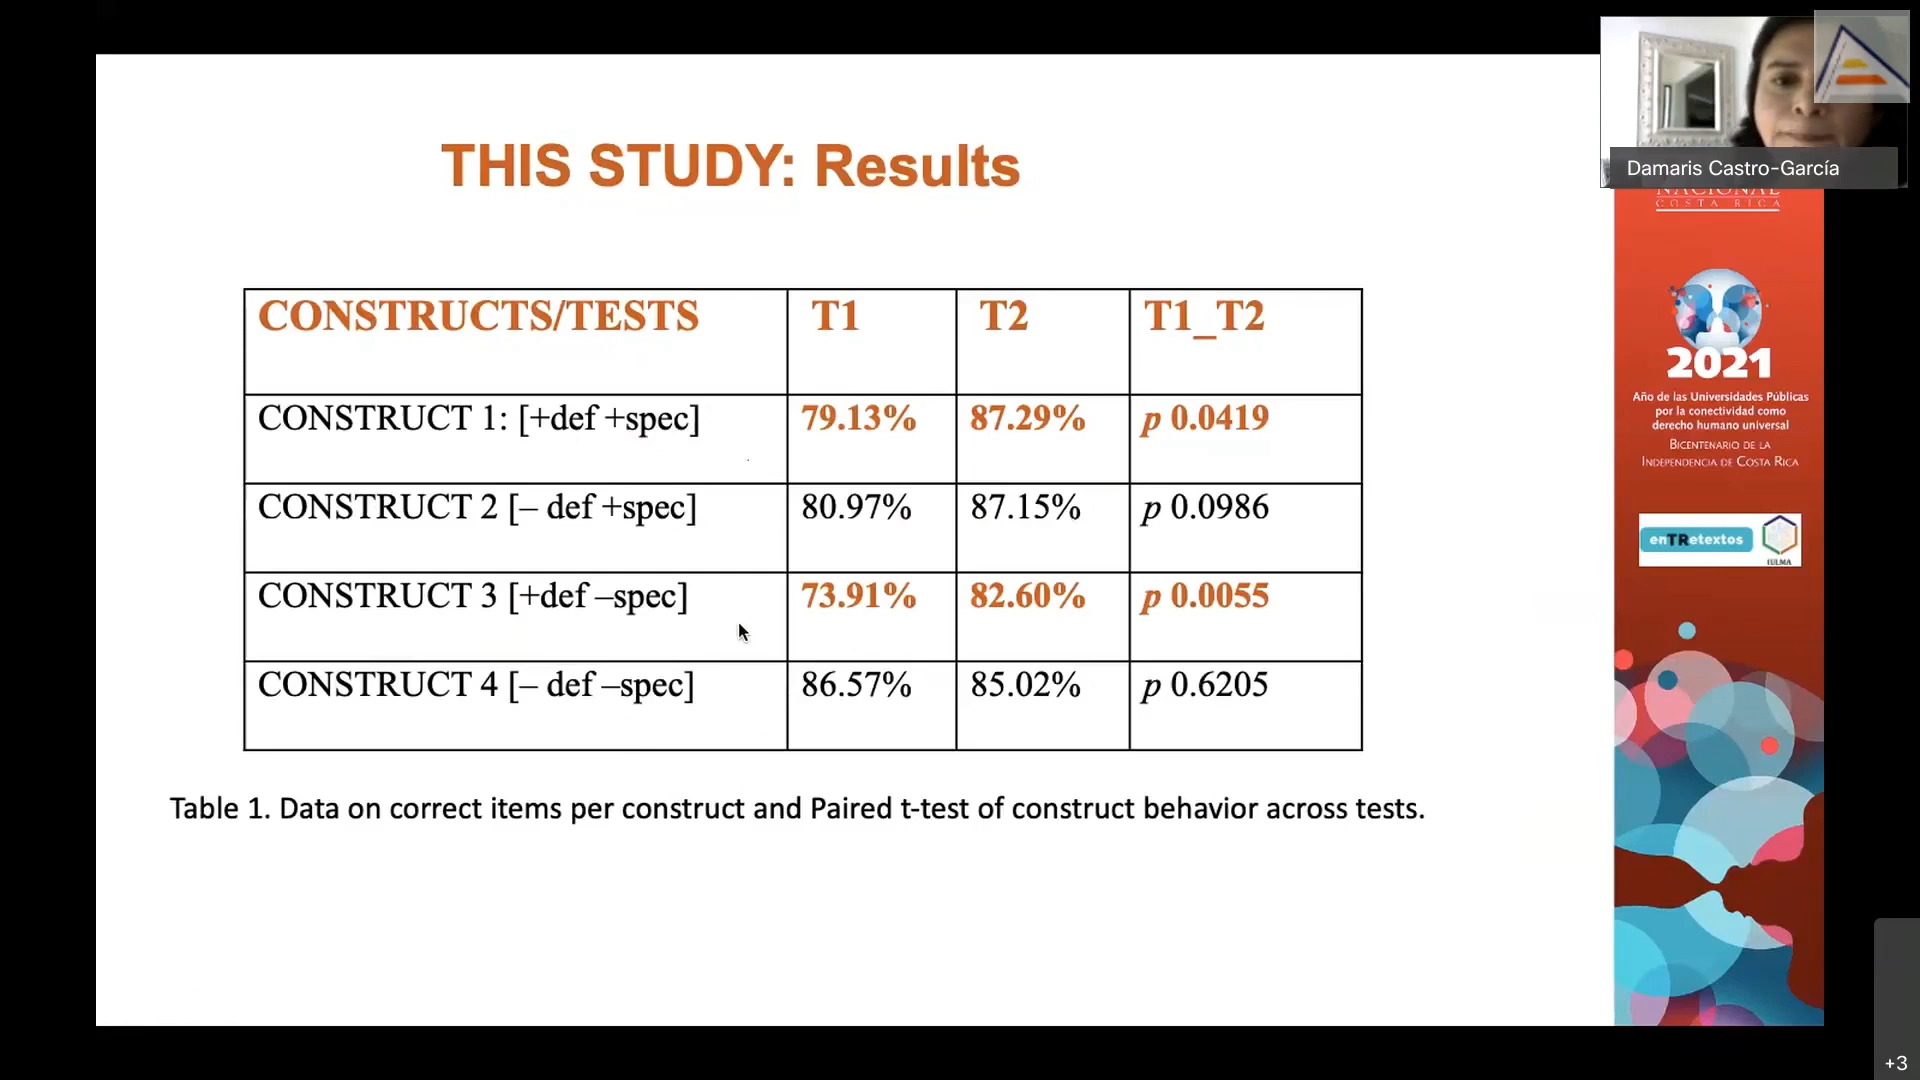 THIS STUDY: Results
CONSTRUCTS/TESTS T1 T2 T1_T2
CONSTRUCT 1: [+def +spec] 79.13% 87.29% p 0.0419
CONSTRUCT 2 [– def +spec] 80.97% 87.15% p 0.0986
CONSTRUCT 3 [+def –spec] 73.91% 82.60% p 0.0055
CONSTRUCT 4 [– def –spec] 86.57% 85.02% p 0.6205
Table 1. Data on correct items per construct and Paired t-test of construct behavior across tests.
Damaris Castro-García
NACIONAL
COSTA RICA
2021
Año de las Universidades Públicas
por la conectividad como
derecho humano universal
BICENTENARIO DE LA
INDEPENDENCIA DE COSTA RICA
enTRetextos
IULMA
+3